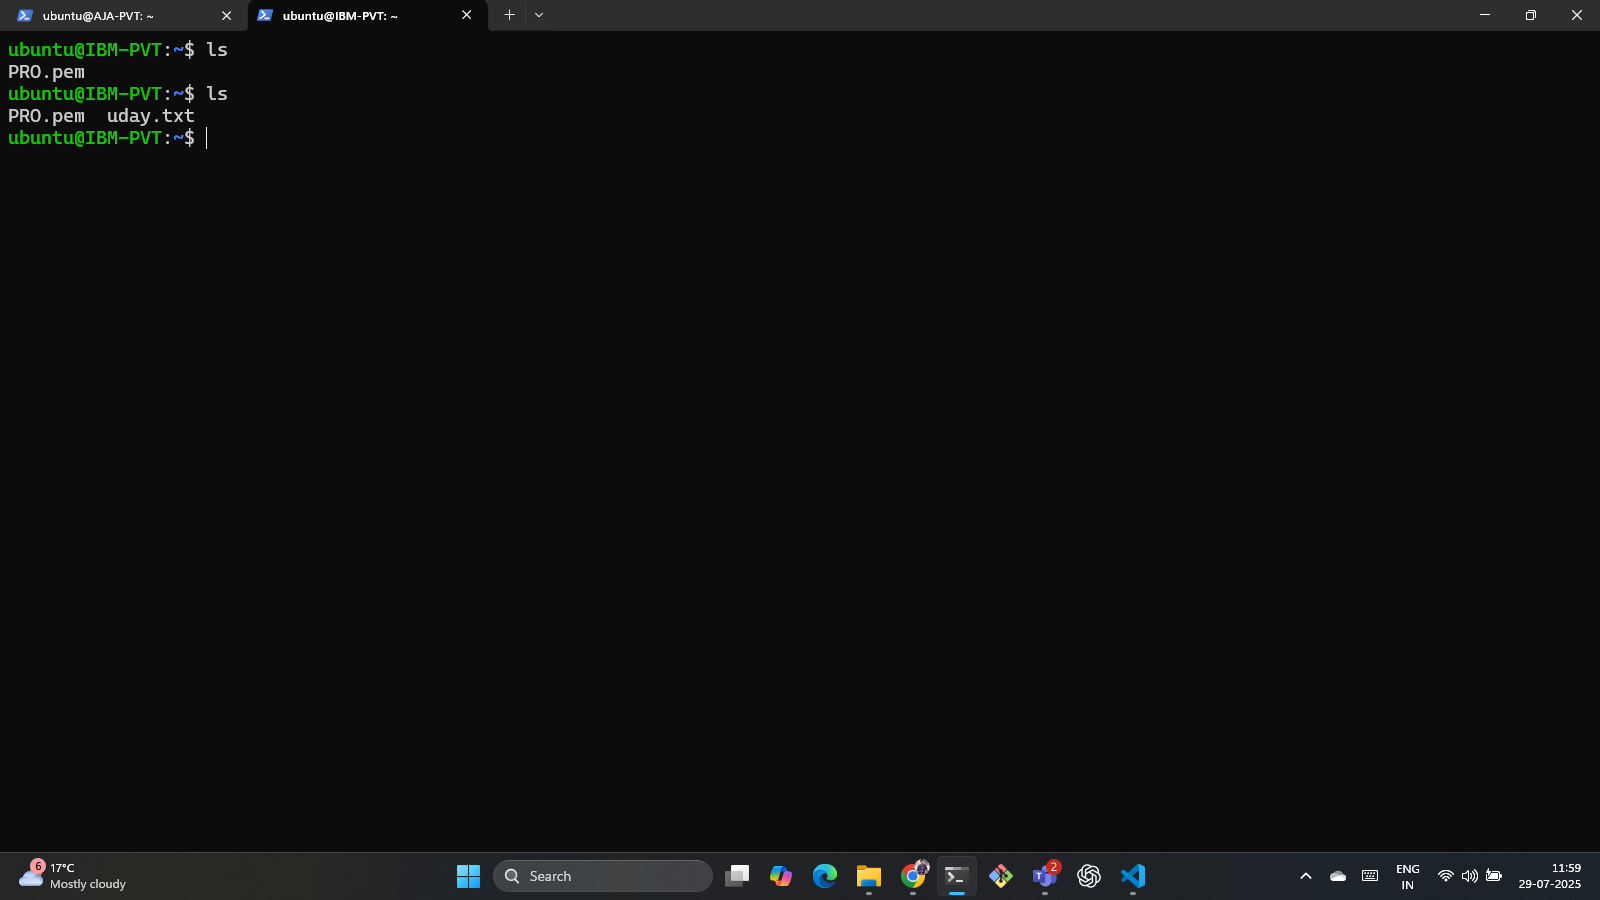 ubuntu@AJA-PVT: ~
ubuntu@IBM-PVT: ~
ubuntu@IBM-PVT:~$ ls
PRO.pem
ubuntu@IBM-PVT:~$ ls
PRO.pem  uday.txt
ubuntu@IBM-PVT:~$
6
17°C
Mostly cloudy
Search
2
ENG
IN
11:59
29-07-2025